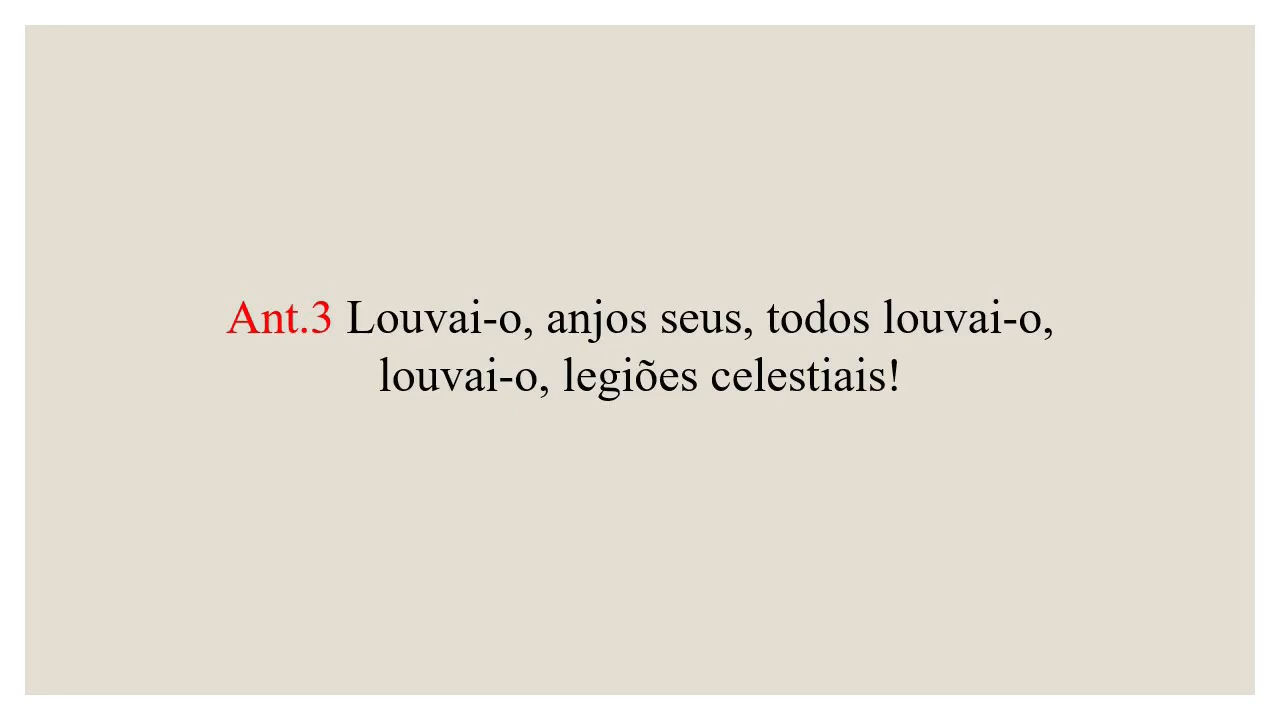 Ant.3 Louvai-o, anjos seus, todos louvai-o,
louvai-o, legiões celestiais!